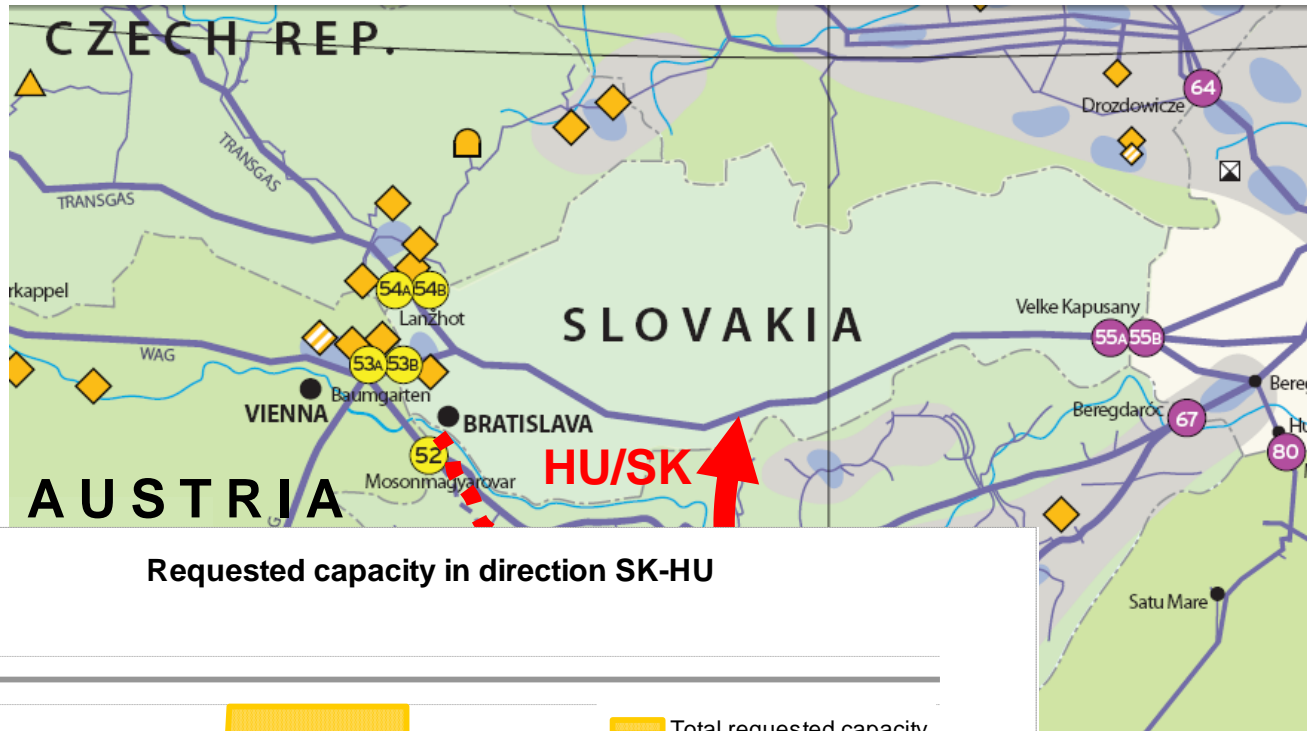 CZECH REP.
64
Drozdowicze
TRANSGAS
TRANSGAS
54A 54B
Lanžhot
rkappel
SLOVAKIA
Velke Kapusany
55A 55B
WAG
53A 53B
Baumgarten
VIENNA
BRATISLAVA
Bereg
Beregdaróc
67
Hu
80
52
Mosonmagyarovar
HU/SK
AUSTRIA
Requested capacity in direction SK-HU
Satu Mare
Total requested capacity